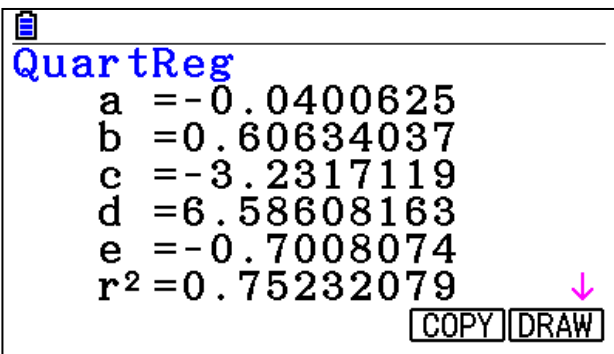 QuartReg
a =-0.0400625
b =0.60634037
c =-3.2317119
d =6.58608163
e =-0.7008074
r²=0.75232079 ↓
COPY DRAW